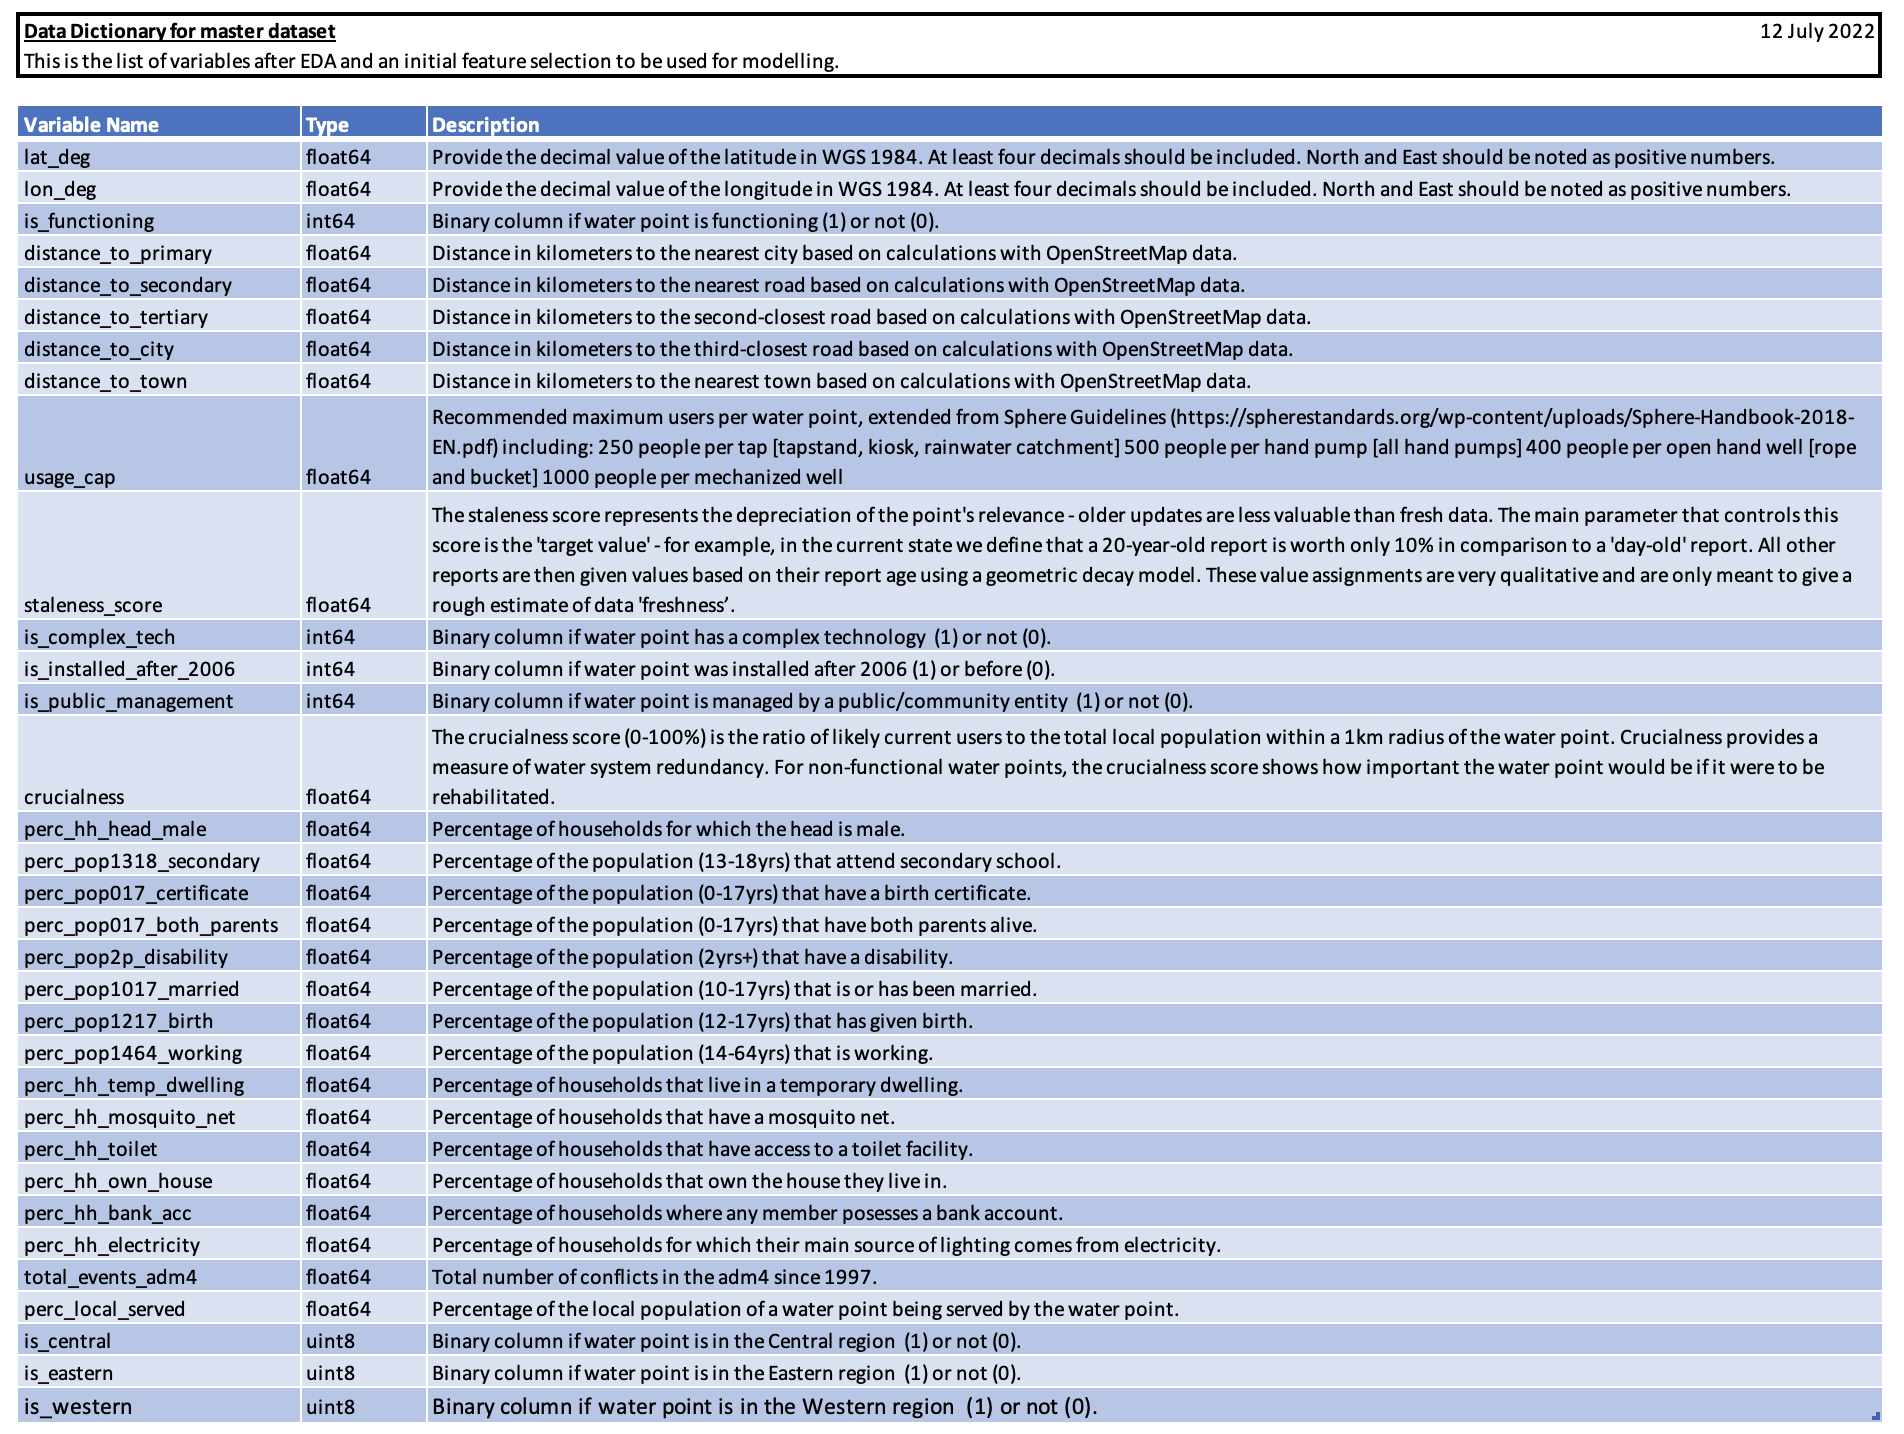 Data Dictionary for master dataset 12 July 2022
This is the list of variables after EDA and an initial feature selection to be used for modelling.
Variable Name Type Description
lat_deg float64 Provide the decimal value of the latitude in WGS 1984. At least four decimals should be included. North and East should be noted as positive numbers.
lon_deg float64 Provide the decimal value of the longitude in WGS 1984. At least four decimals should be included. North and East should be noted as positive numbers.
is_functioning int64 Binary column if water point is functioning (1) or not (0).
distance_to_primary float64 Distance in kilometers to the nearest city based on calculations with OpenStreetMap data.
distance_to_secondary float64 Distance in kilometers to the nearest road based on calculations with OpenStreetMap data.
distance_to_tertiary float64 Distance in kilometers to the second-closest road based on calculations with OpenStreetMap data.
distance_to_city float64 Distance in kilometers to the third-closest road based on calculations with OpenStreetMap data.
distance_to_town float64 Distance in kilometers to the nearest town based on calculations with OpenStreetMap data.
Recommended maximum users per water point, extended from Sphere Guidelines (https://spherestandards.org/wp-content/uploads/Sphere-Handbook-2018-
EN.pdf) including: 250 people per tap [tapstand, kiosk, rainwater catchment] 500 people per hand pump [all hand pumps] 400 people per open hand well [rope
usage_cap float64 and bucket] 1000 people per mechanized well
The staleness score represents the depreciation of the point's relevance - older updates are less valuable than fresh data. The main parameter that controls this
score is the 'target value' - for example, in the current state we define that a 20-year-old report is worth only 10% in comparison to a 'day-old' report. All other
reports are then given values based on their report age using a geometric decay model. These value assignments are very qualitative and are only meant to give a
staleness_score float64 rough estimate of data 'freshness’.
is_complex_tech int64 Binary column if water point has a complex technology (1) or not (0).
is_installed_after_2006 int64 Binary column if water point was installed after 2006 (1) or before (0).
is_public_management int64 Binary column if water point is managed by a public/community entity (1) or not (0).
The crucialness score (0-100%) is the ratio of likely current users to the total local population within a 1km radius of the water point. Crucialness provides a
measure of water system redundancy. For non-functional water points, the crucialness score shows how important the water point would be if it were to be
crucialness float64 rehabilitated.
perc_hh_head_male float64 Percentage of households for which the head is male.
perc_pop1318_secondary float64 Percentage of the population (13-18yrs) that attend secondary school.
perc_pop017_certificate float64 Percentage of the population (0-17yrs) that have a birth certificate.
perc_pop017_both_parents float64 Percentage of the population (0-17yrs) that have both parents alive.
perc_pop2p_disability float64 Percentage of the population (2yrs+) that have a disability.
perc_pop1017_married float64 Percentage of the population (10-17yrs) that is or has been married.
perc_pop1217_birth float64 Percentage of the population (12-17yrs) that has given birth.
perc_pop1464_working float64 Percentage of the population (14-64yrs) that is working.
perc_hh_temp_dwelling float64 Percentage of households that live in a temporary dwelling.
perc_hh_mosquito_net float64 Percentage of households that have a mosquito net.
perc_hh_toilet float64 Percentage of households that have access to a toilet facility.
perc_hh_own_house float64 Percentage of households that own the house they live in.
perc_hh_bank_acc float64 Percentage of households where any member posesses a bank account.
perc_hh_electricity float64 Percentage of households for which their main source of lighting comes from electricity.
total_events_adm4 float64 Total number of conflicts in the adm4 since 1997.
perc_local_served float64 Percentage of the local population of a water point being served by the water point.
is_central uint8 Binary column if water point is in the Central region (1) or not (0).
is_eastern uint8 Binary column if water point is in the Eastern region (1) or not (0).
is_western uint8 Binary column if water point is in the Western region (1) or not (0).